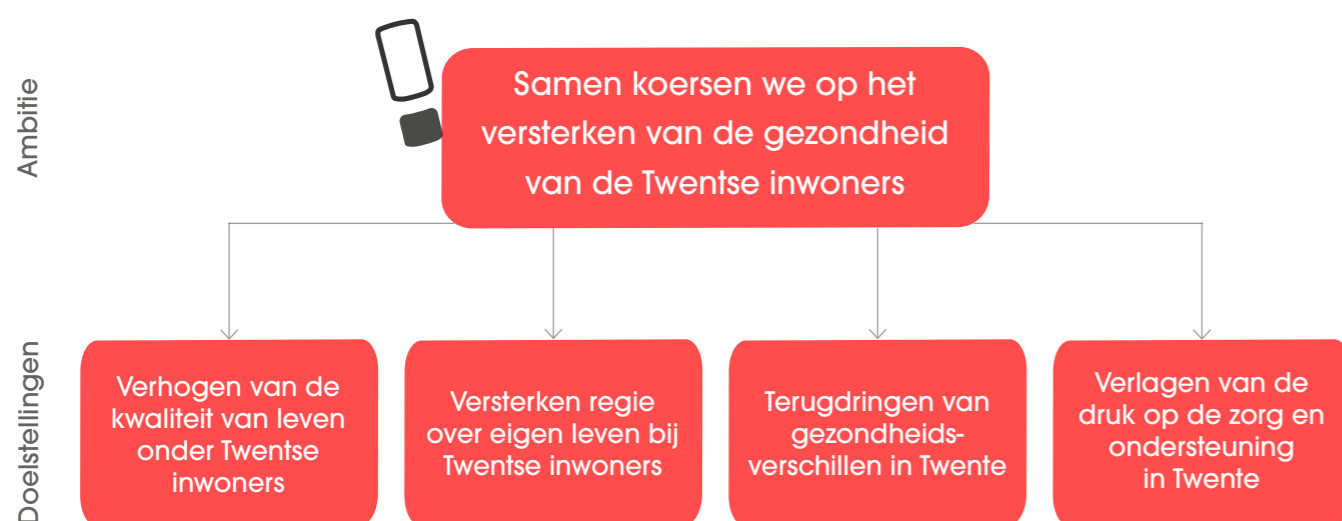 Ambitie
Samen koersen we op het
versterken van de gezondheid
van de Twentse inwoners
Doelstellingen
Verhogen van de
kwaliteit van leven
onder Twentse
inwoners
Versterken regie
over eigen leven bij
Twentse inwoners
Terugdringen van
gezondheids-
verschillen in Twente
Verlagen van de
druk op de zorg en
ondersteuning
in Twente